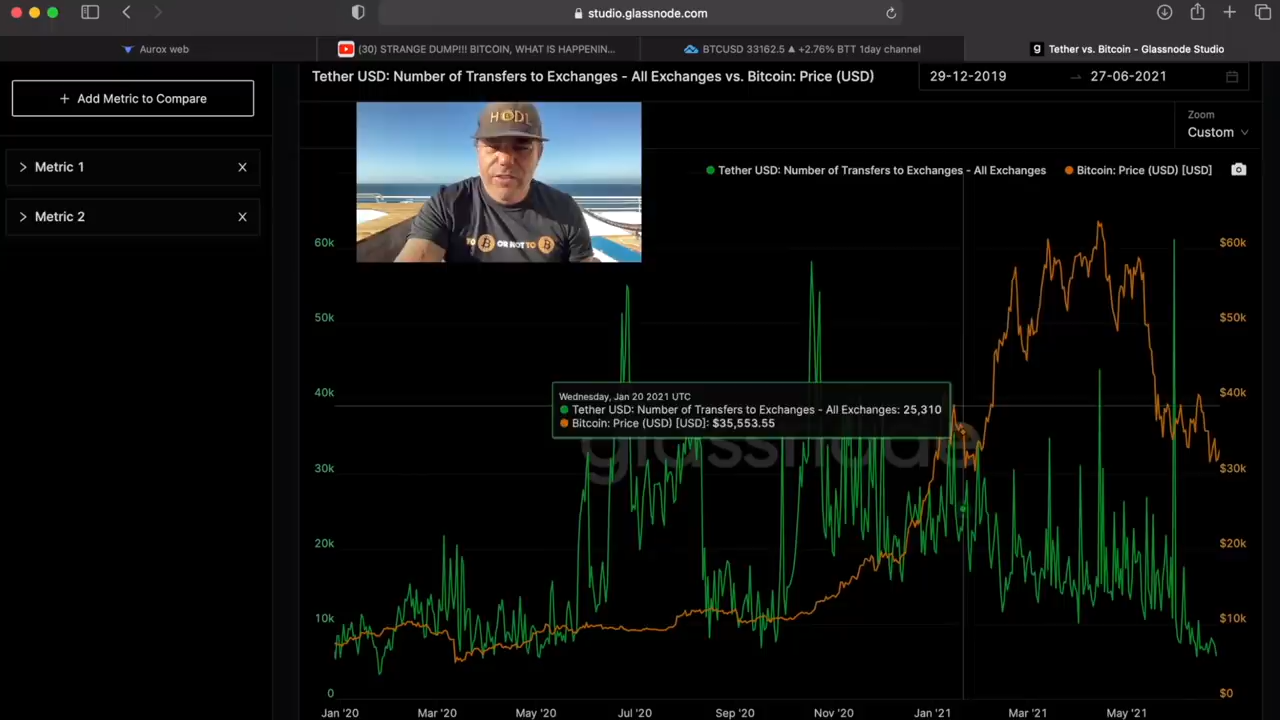 studio.glassnode.com
Aurox web
(30) STRANGE DUMP!!! BITCOIN, WHAT IS HAPPENIN...
BTCUSD 33162.5 ▲ +2.76% BTT 1day channel
g Tether vs. Bitcoin - Glassnode Studio
+ Add Metric to Compare
Metric 1
Metric 2
Tether USD: Number of Transfers to Exchanges - All Exchanges vs. Bitcoin: Price (USD)
29-12-2019 → 27-06-2021
Zoom
Custom
Tether USD: Number of Transfers to Exchanges - All Exchanges
Bitcoin: Price (USD) [USD]
HODL
TO B OR NOT TO B
60k
50k
40k
30k
20k
10k
0
Wednesday, Jan 20 2021 UTC
Tether USD: Number of Transfers to Exchanges - All Exchanges: 25,310
Bitcoin: Price (USD) [USD]: $35,553.55
glassnode
$60k
$50k
$40k
$30k
$20k
$10k
$0
Jan '20 Mar '20 May '20 Jul '20 Sep '20 Nov '20 Jan '21 Mar '21 May '21